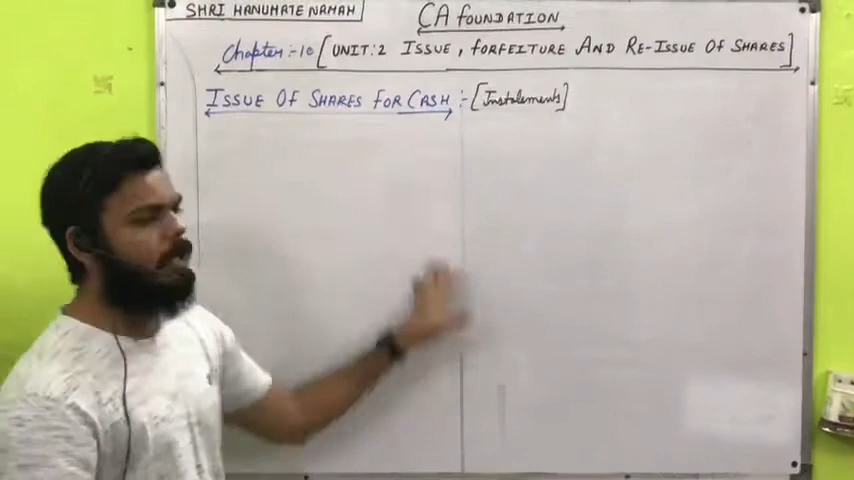 SHRI HANUMATE NAMAH
CA FOUNDATION
Chapter :- 10 [UNIT:2 ISSUE, FORFEITURE AND RE-ISSUE OF SHARES]
ISSUE OF SHARES FOR CASH :- [Instalements]